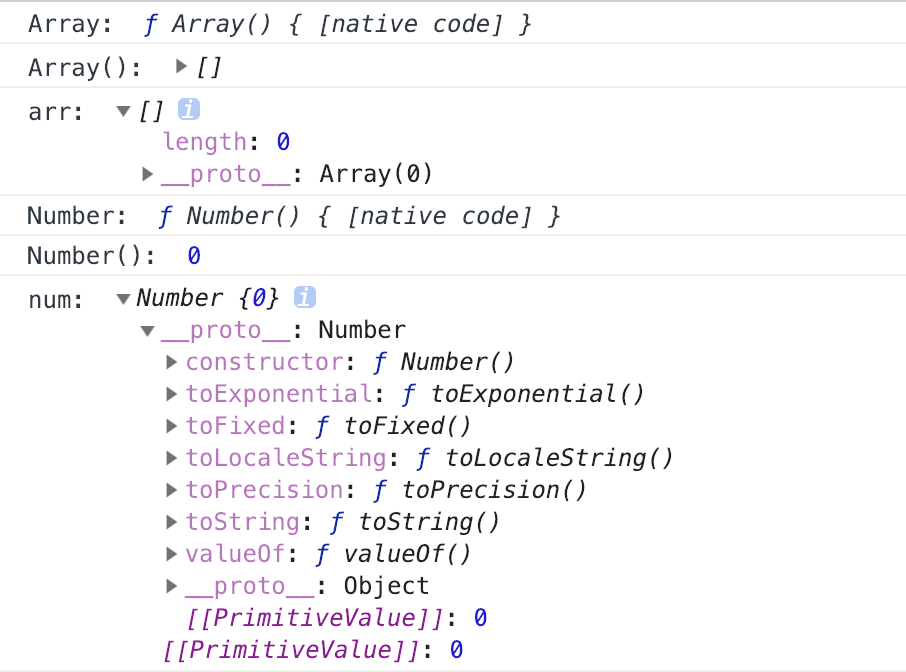 Array: ƒ Array() { [native code] }
Array(): ▶ []
arr: ▼ [] i
length: 0
▶ __proto__: Array(0)
Number: ƒ Number() { [native code] }
Number(): 0
num: ▼ Number {0} i
▼ __proto__: Number
▶ constructor: ƒ Number()
▶ toExponential: ƒ toExponential()
▶ toFixed: ƒ toFixed()
▶ toLocaleString: ƒ toLocaleString()
▶ toPrecision: ƒ toPrecision()
▶ toString: ƒ toString()
▶ valueOf: ƒ valueOf()
▶ __proto__: Object
[[PrimitiveValue]]: 0
[[PrimitiveValue]]: 0